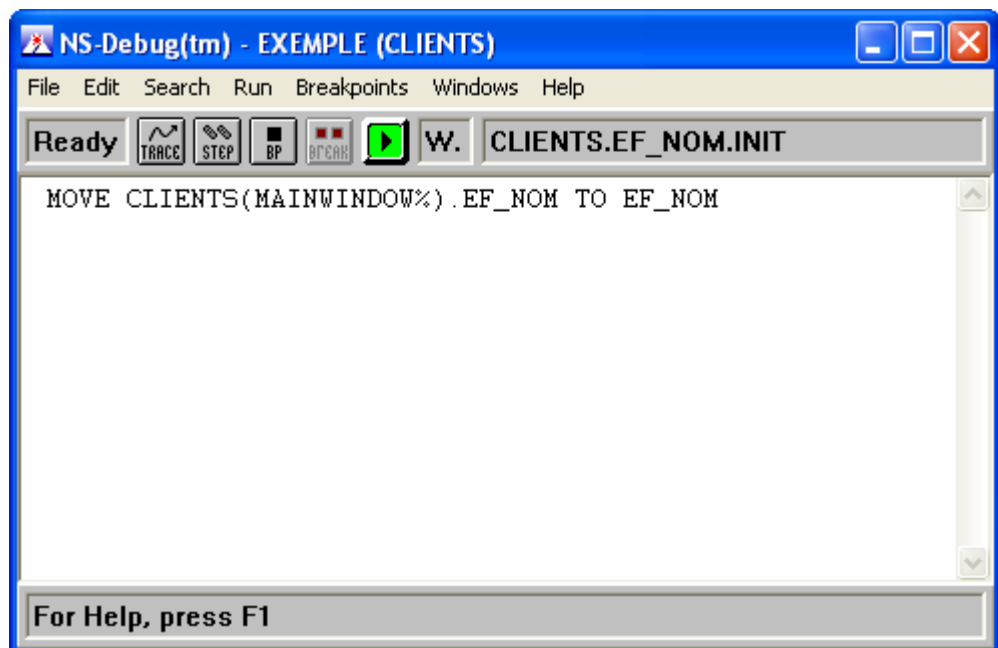 NS-Debug(tm) - EXEMPLE (CLIENTS)
File Edit Search Run Breakpoints Windows Help
Ready TRACE STEP BP BREAK W. CLIENTS.EF_NOM.INIT
MOVE CLIENTS(MAINWINDOW%).EF_NOM TO EF_NOM
For Help, press F1